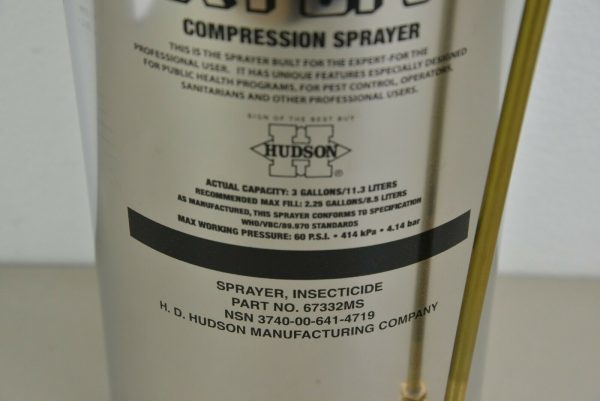 COMPRESSION SPRAYER
THIS IS THE SPRAYER BUILT FOR THE EXPERT-FOR THE
PROFESSIONAL USER. IT HAS UNIQUE FEATURES ESPECIALLY DESIGNED
FOR PUBLIC HEALTH PROGRAMS, FOR PEST CONTROL, OPERATORS,
SANITARIANS AND OTHER PROFESSIONAL USERS.
SIGN OF THE BEST BUY
H
HUDSON
®
ACTUAL CAPACITY: 3 GALLONS/11.3 LITERS
RECOMMENDED MAX FILL: 2.25 GALLONS/8.5 LITERS
AS MANUFACTURED, THIS SPRAYER CONFORMS TO SPECIFICATION
WHO/VBC/89.970 STANDARDS
MAX WORKING PRESSURE: 60 P.S.I. • 414 kPa • 4.14 bar
SPRAYER, INSECTICIDE
PART NO. 67332MS
NSN 3740-00-641-4719
H. D. HUDSON MANUFACTURING COMPANY